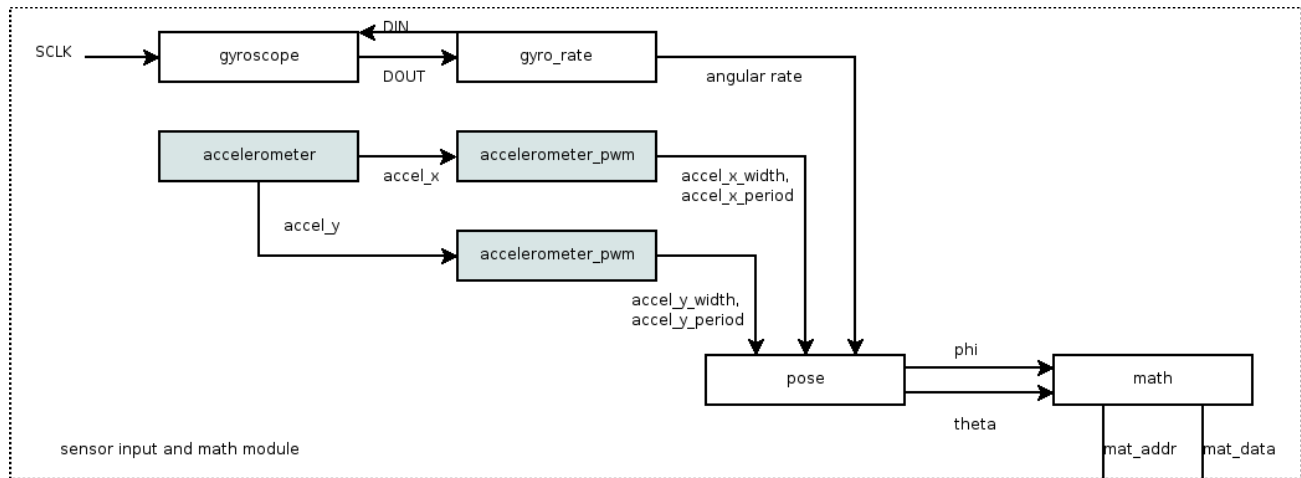 DIN
SCLK
gyroscope
gyro_rate
DOUT
angular rate
accelerometer
accelerometer_pwm
accel_x
accel_x_width,
accel_x_period
accel_y
accelerometer_pwm
accel_y_width,
accel_y_period
phi
pose
math
theta
sensor input and math module
mat_addr
mat_data